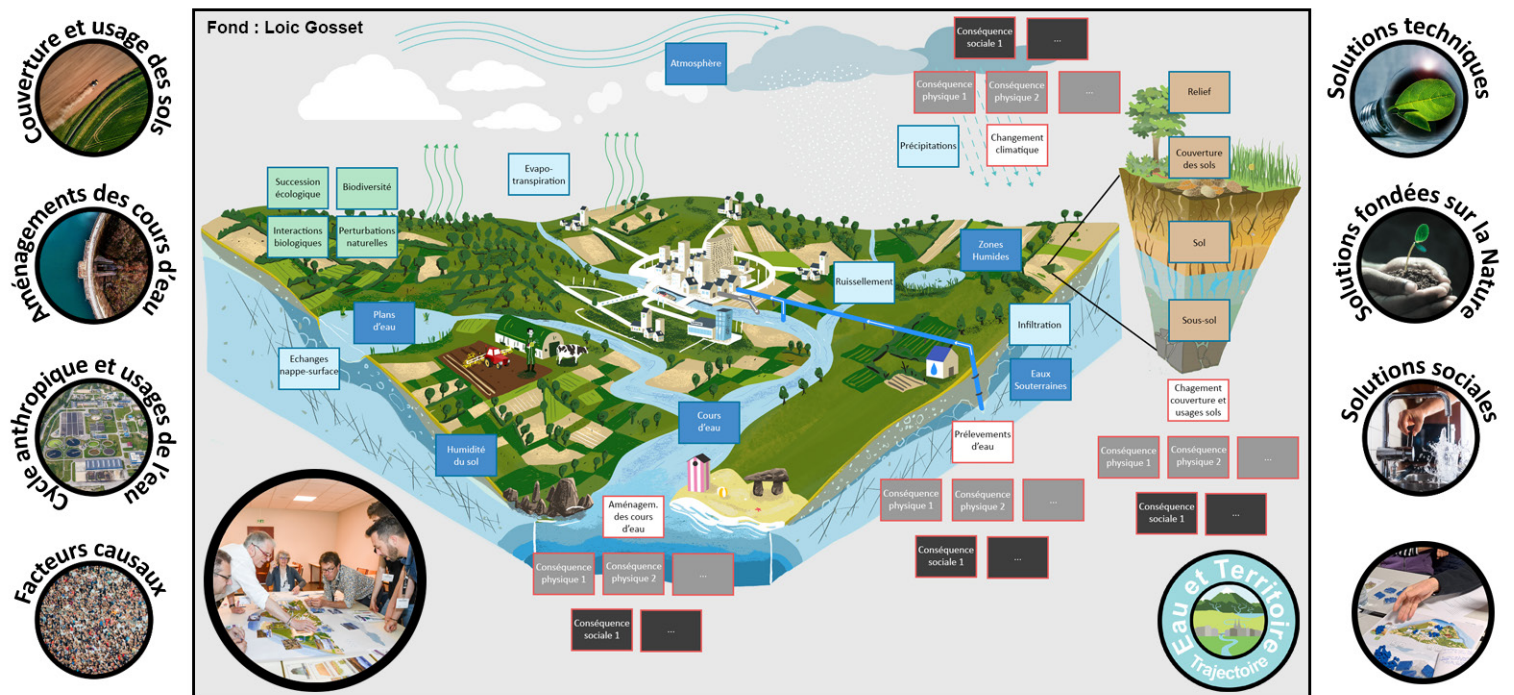 Couverture et usage des sols
Aménagements des cours d'eau
Cycle anthropique et usages de l'eau
Facteurs causaux
Fond : Loic Gosset
Atmosphère
Conséquence
sociale 1
...
Conséquence
physique 1
Conséquence
physique 2
...
Précipitations
Changement
climatique
Evapo-
transpiration
Succession
écologique
Biodiversité
Interactions
biologiques
Perturbations
naturelles
Zones
Humides
Ruissellement
Plans
d'eau
Infiltration
Echanges
nappe-surface
Eaux
Souterraines
Cours
d'eau
Humidité
du sol
Prélevements
d'eau
Conséquence
physique 1
Conséquence
physique 2
...
Conséquence
sociale 1
...
Aménagem.
des cours
d'eau
Conséquence
physique 1
Conséquence
physique 2
...
Conséquence
sociale 1
...
Relief
Couverture
des sols
Sol
Sous-sol
Chagement
couverture et
usages sols
Conséquence
physique 1
Conséquence
physique 2
...
Conséquence
sociale 1
...
Eau et Territoire
Trajectoire
Solutions techniques
Solutions fondées sur la Nature
Solutions sociales